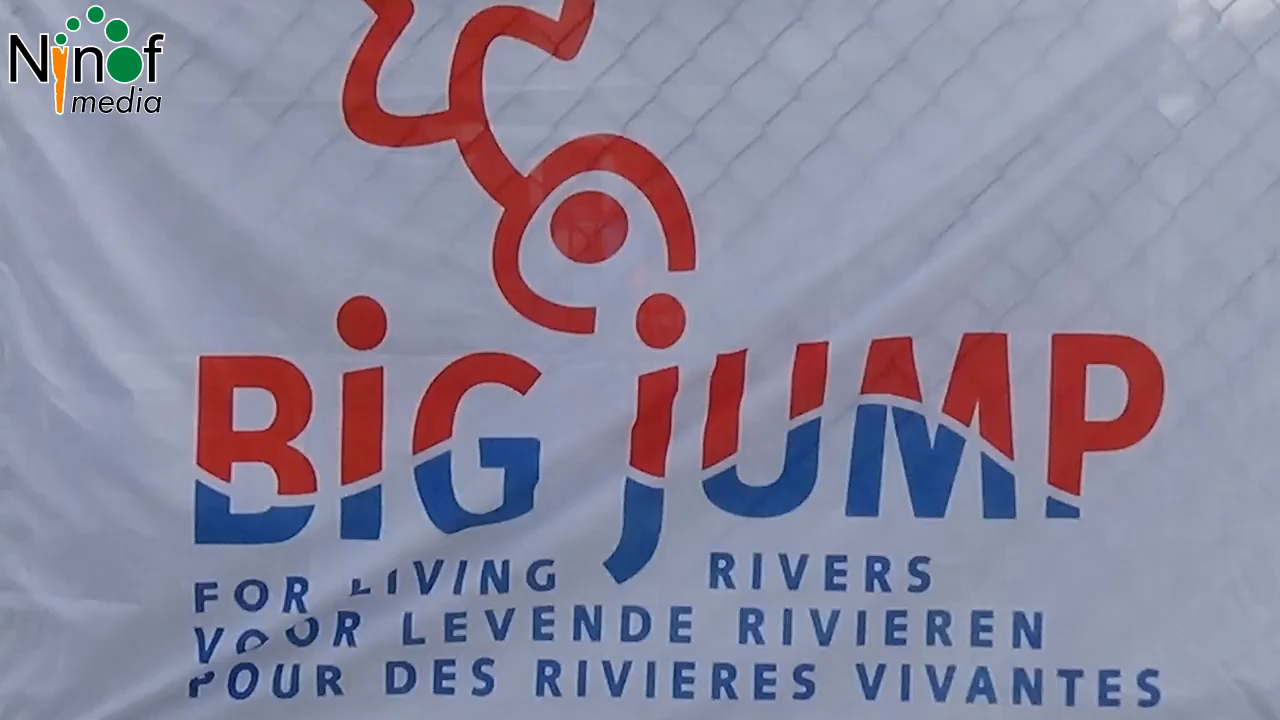 Ninof
media
BiG jUMP
FOR LIVING RIVERS
VOOR LEVENDE RIVIEREN
POUR DES RIVIERES VIVANTES